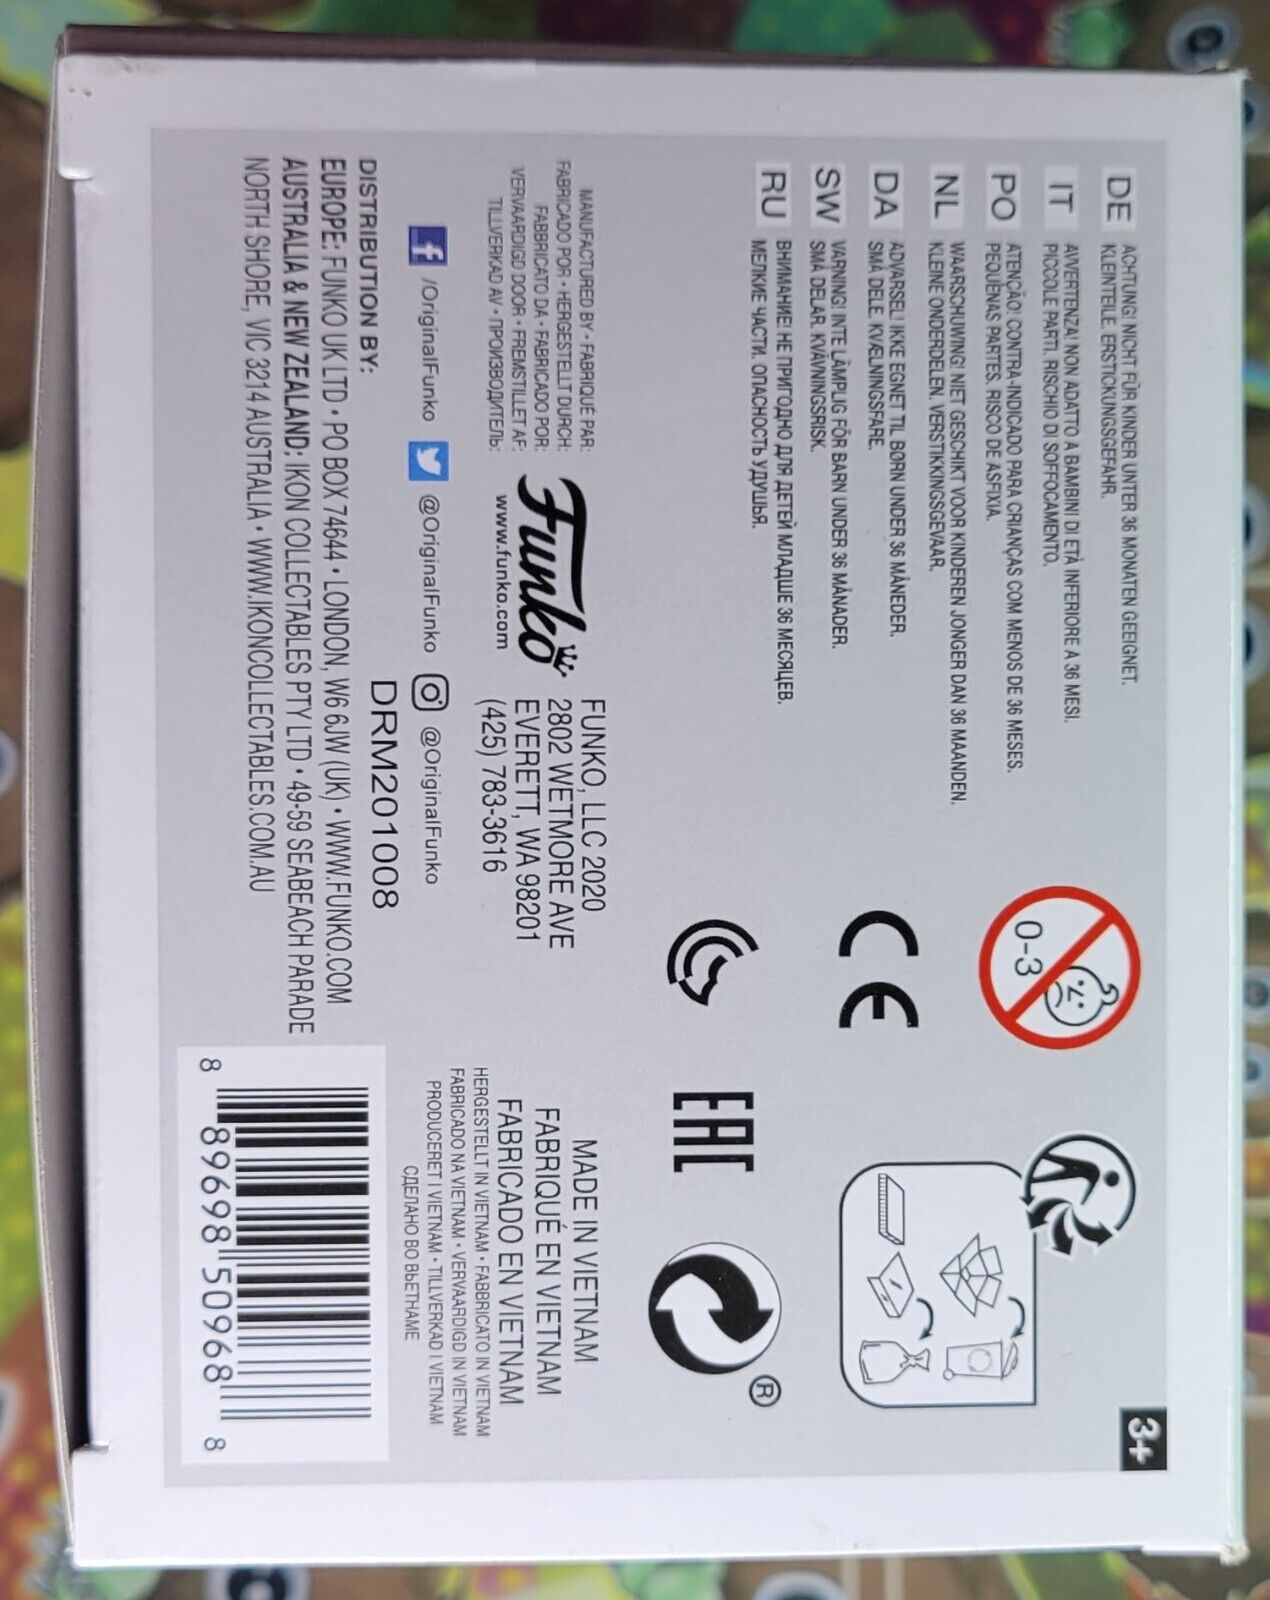 DE ACHTUNG! NICHT FÜR KINDER UNTER 36 MONATEN GEEIGNET.
KLEINTEILE. ERSTICKUNGSGEFAHR.
IT AVVERTENZA! NON ADATTO A BAMBINI DI ETÀ INFERIORE A 36 MESI.
PICCOLE PARTI. RISCHIO DI SOFFOCAMENTO.
PO ATENÇÃO! CONTRA-INDICADO PARA CRIANÇAS COM MENOS DE 36 MESES.
PEQUENAS PARTES. RISCO DE ASFIXIA.
NL WAARSCHUWING! NIET GESCHIKT VOOR KINDEREN JONGER DAN 36 MAANDEN.
KLEINE ONDERDELEN. VERSTIKKINGSGEVAAR.
DA ADVARSEL! IKKE EGNET TIL BØRN UNDER 36 MÅNEDER.
SMÅ DELE. KVÆLNINGSFARE.
SW VARNING! INTE LÄMPLIG FÖR BARN UNDER 36 MÅNADER.
SMÅ DELAR. KVÄVNINGSRISK.
RU ВНИМАНИЕ! НЕ ПРИГОДНО ДЛЯ ДЕТЕЙ МЛАДШЕ 36 МЕСЯЦЕВ.
МЕЛКИЕ ЧАСТИ. ОПАСНОСТЬ УДУШЬЯ.
3+
0-3
CE
EAC
®
MANUFACTURED BY • FABRIQUÉ PAR:
FABRICADO POR • HERGESTELLT DURCH:
FABBRICATO DA • FABRICADO POR:
VERVAARDIGD DOOR • FREMSTILLET AF:
TILLVERKAD AV • ПРОИЗВОДИТЕЛЬ:
Funko
www.funko.com
FUNKO, LLC 2020
2802 WETMORE AVE
EVERETT, WA 98201
(425) 783-3616
MADE IN VIETNAM
FABRIQUÉ EN VIETNAM
FABRICADO EN VIETNAM
HERGESTELLT IN VIETNAM • FABBRICATO IN VIETNAM
FABRICADO NA VIETNAM • VERVAARDIGD IN VIETNAM
PRODUCERET I VIETNAM • TILLVERKAD I VIETNAM
СДЕЛАНО ВО ВЬЕТНАМЕ
f /OriginalFunko @OriginalFunko @OriginalFunko
DRM201008
DISTRIBUTION BY:
EUROPE: FUNKO UK LTD • PO BOX 74644 • LONDON, W6 6JW (UK) • WWW.FUNKO.COM
AUSTRALIA & NEW ZEALAND: IKON COLLECTABLES PTY LTD • 49-59 SEABEACH PARADE
NORTH SHORE, VIC 3214 AUSTRALIA • WWW.IKONCOLLECTABLES.COM.AU
8 89698 50968 8